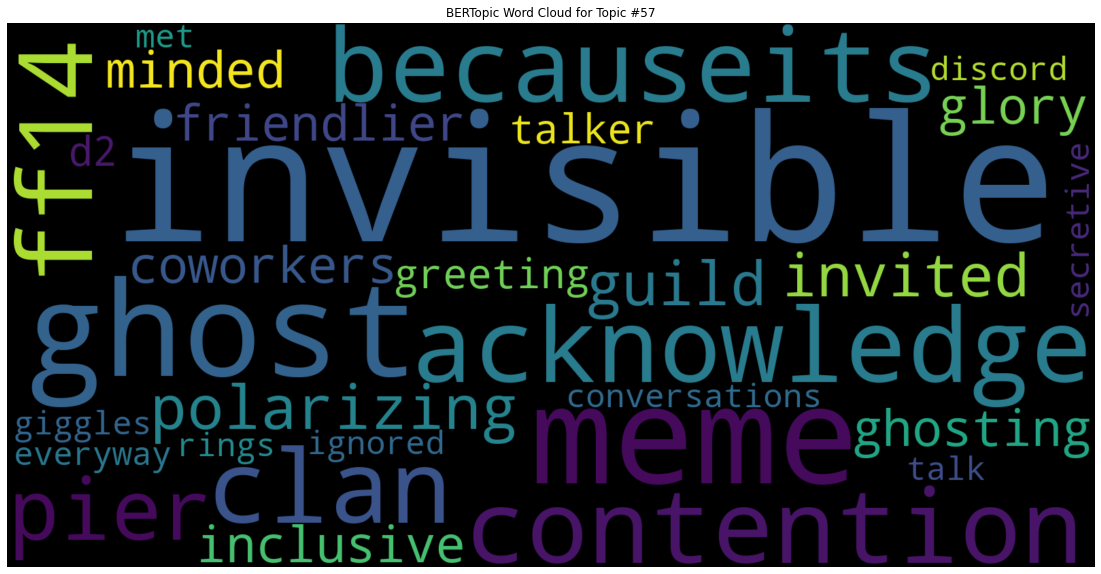 BERTopic Word Cloud for Topic #57
met
becauseits
minded
discord
ff14
glory
friendlier
talker
d2
invisible
secretive
coworkers
greeting
guild
invited
ghost
acknowledge
polarizing
conversations
meme
giggles
ghosting
rings
ignored
everyway
clan
talk
pier
contention
inclusive